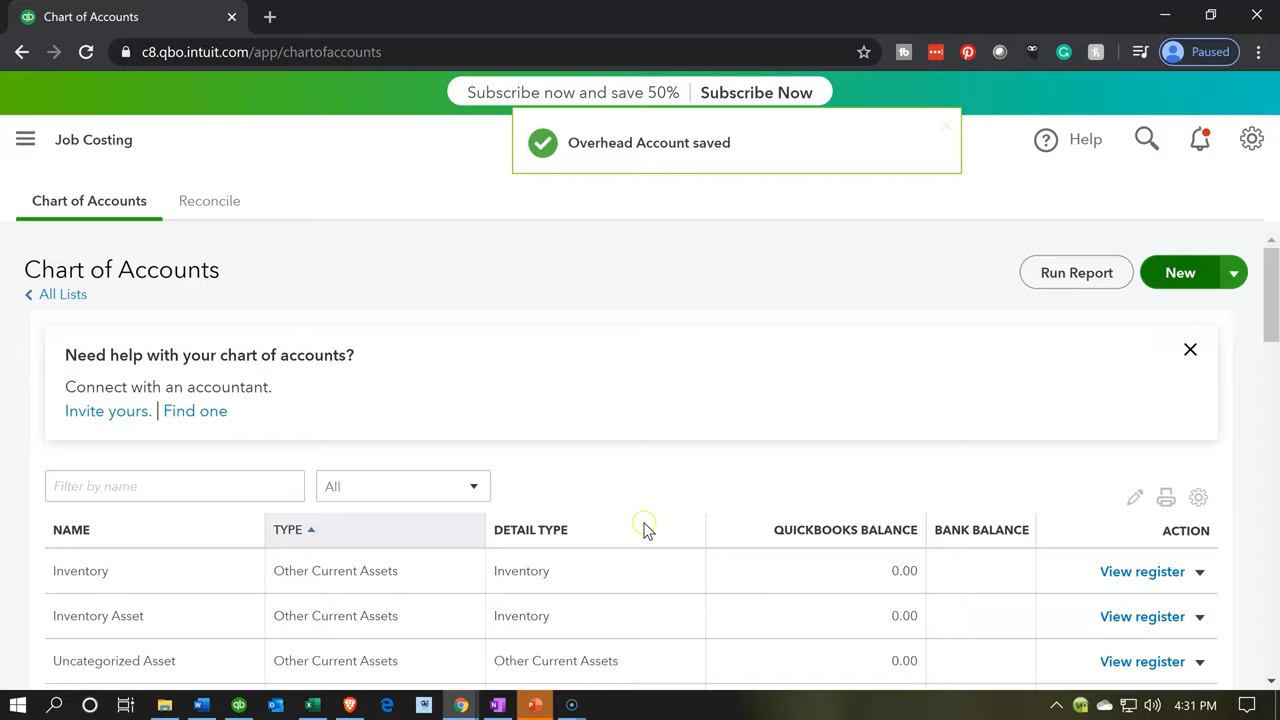 Chart of Accounts
c8.qbo.intuit.com/app/chartofaccounts
Paused
Subscribe now and save 50% | Subscribe Now
Job Costing
Overhead Account saved
Help
Chart of Accounts
Reconcile
Chart of Accounts
All Lists
Run Report
New
Need help with your chart of accounts?
Connect with an accountant.
Invite yours. | Find one
Filter by name
All
NAME TYPE DETAIL TYPE QUICKBOOKS BALANCE BANK BALANCE ACTION
Inventory Other Current Assets Inventory 0.00 View register
Inventory Asset Other Current Assets Inventory 0.00 View register
Uncategorized Asset Other Current Assets Other Current Assets 0.00 View register
4:31 PM